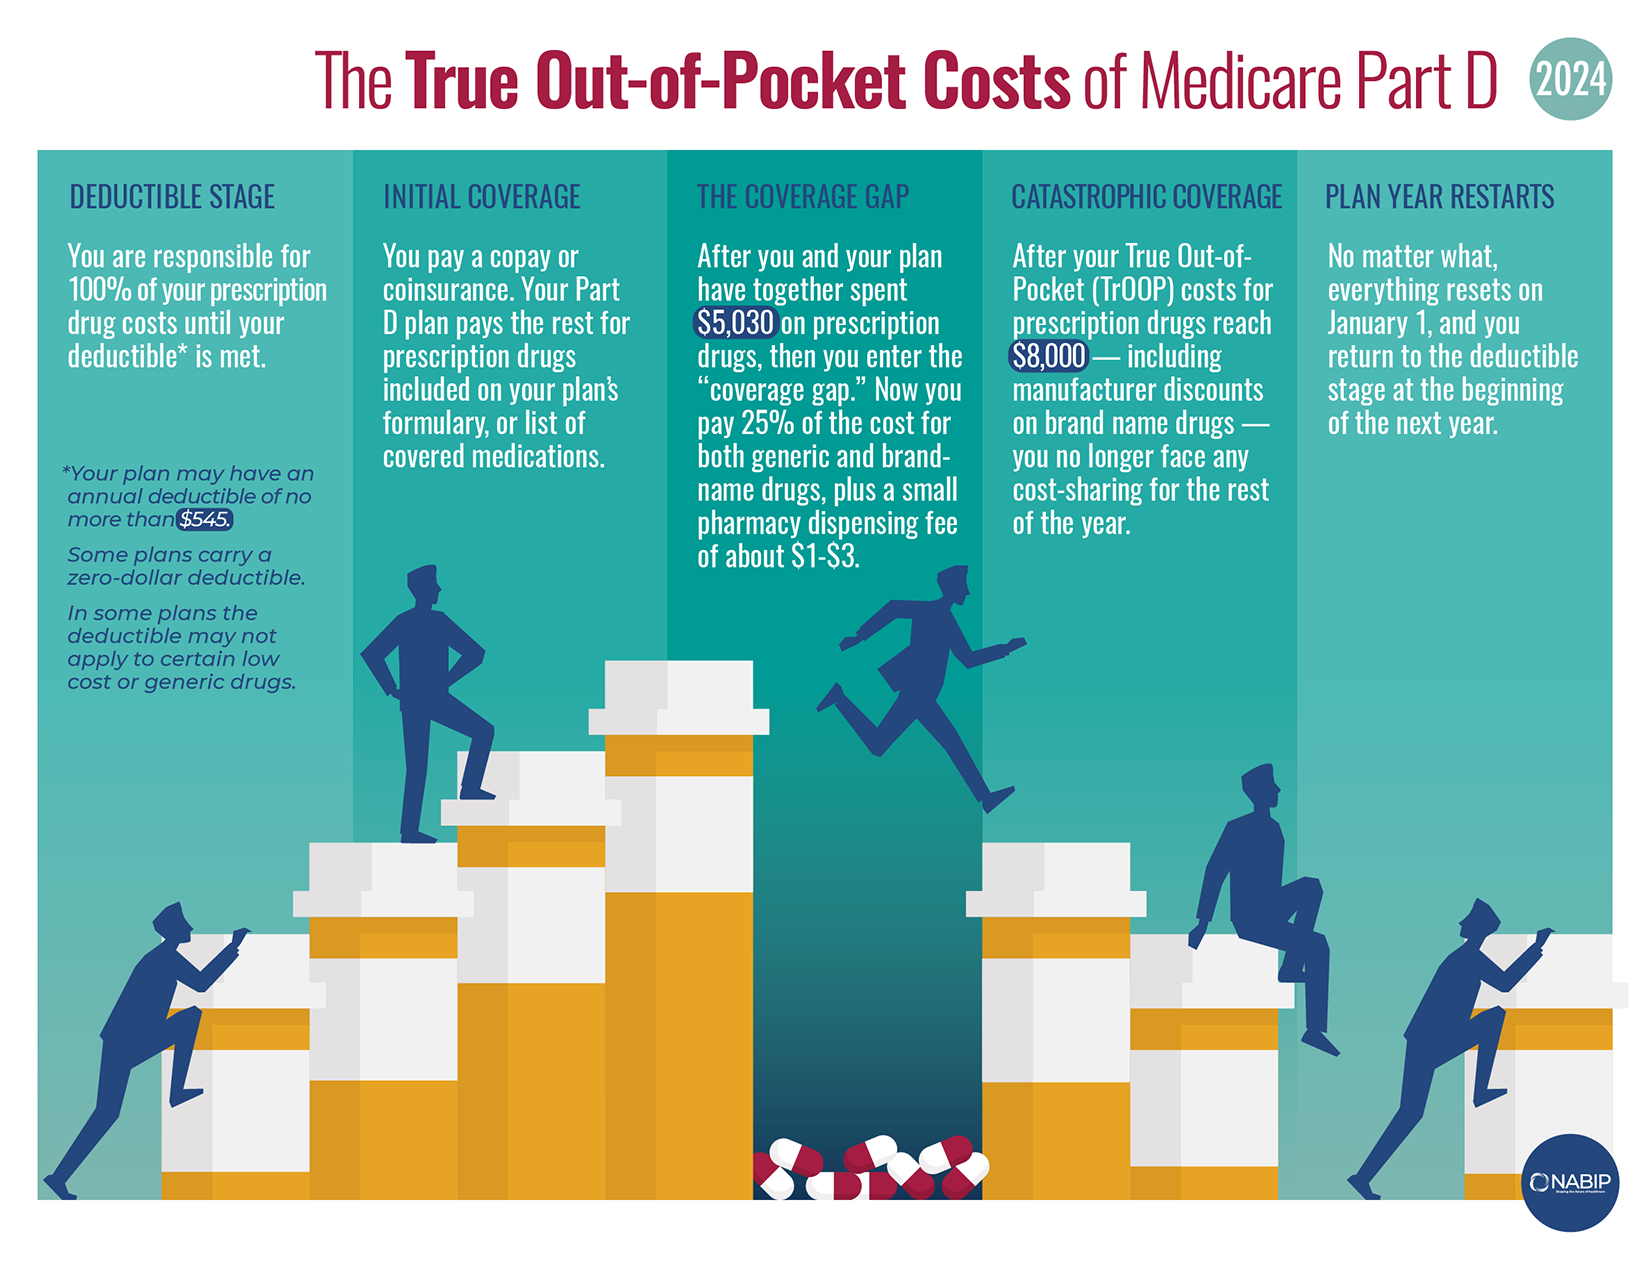 The True Out-of-Pocket Costs of Medicare Part D 2024
DEDUCTIBLE STAGE
You are responsible for
100% of your prescription
drug costs until your
deductible* is met.
*Your plan may have an
annual deductible of no
more than $545.
Some plans carry a
zero-dollar deductible.
In some plans the
deductible may not
apply to certain low
cost or generic drugs.
INITIAL COVERAGE
You pay a copay or
coinsurance. Your Part
D plan pays the rest for
prescription drugs
included on your plan’s
formulary, or list of
covered medications.
THE COVERAGE GAP
After you and your plan
have together spent
$5,030 on prescription
drugs, then you enter the
“coverage gap.” Now you
pay 25% of the cost for
both generic and brand-
name drugs, plus a small
pharmacy dispensing fee
of about $1-$3.
CATASTROPHIC COVERAGE
After your True Out-of-
Pocket (TrOOP) costs for
prescription drugs reach
$8,000 — including
manufacturer discounts
on brand name drugs —
you no longer face any
cost-sharing for the rest
of the year.
PLAN YEAR RESTARTS
No matter what,
everything resets on
January 1, and you
return to the deductible
stage at the beginning
of the next year.
NABIP
Shaping the future of healthcare